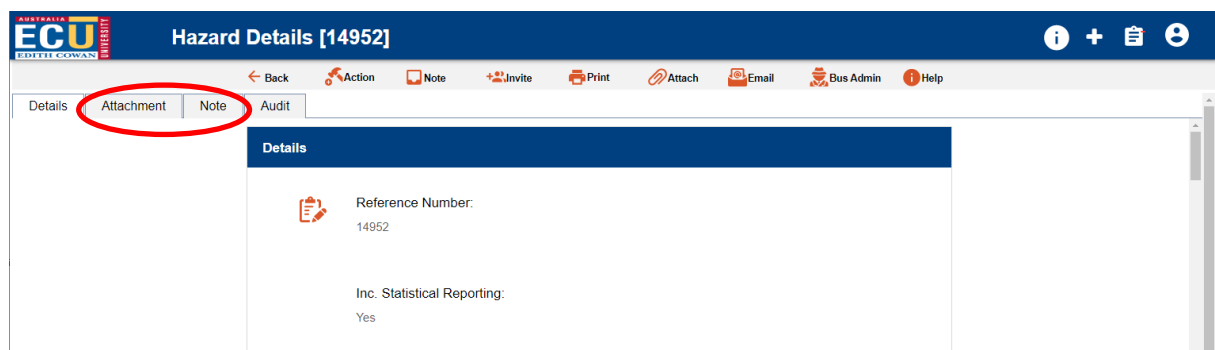 AUSTRALIA
ECU
EDITH COWAN
UNIVERSITY
Hazard Details [14952]
Back Action Note Invite Print Attach Email Bus Admin Help
Details Attachment Note Audit
Details
Reference Number:
14952
Inc. Statistical Reporting:
Yes